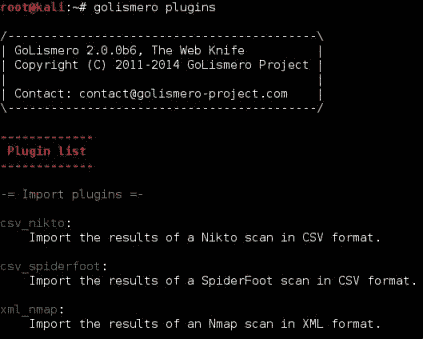 root@kali:~# golismero plugins
/----------------------------------------------\
| GoLismero 2.0.0b6, The Web Knife |
| Copyright (C) 2011-2014 GoLismero Project |
| |
| Contact: contact@golismero-project.com |
\----------------------------------------------/
-------------
Plugin list
-------------
-= Import plugins =-
csv_nikto:
Import the results of a Nikto scan in CSV format.
csv_spiderfoot:
Import the results of a SpiderFoot scan in CSV format.
xml_nmap:
Import the results of an Nmap scan in XML format.